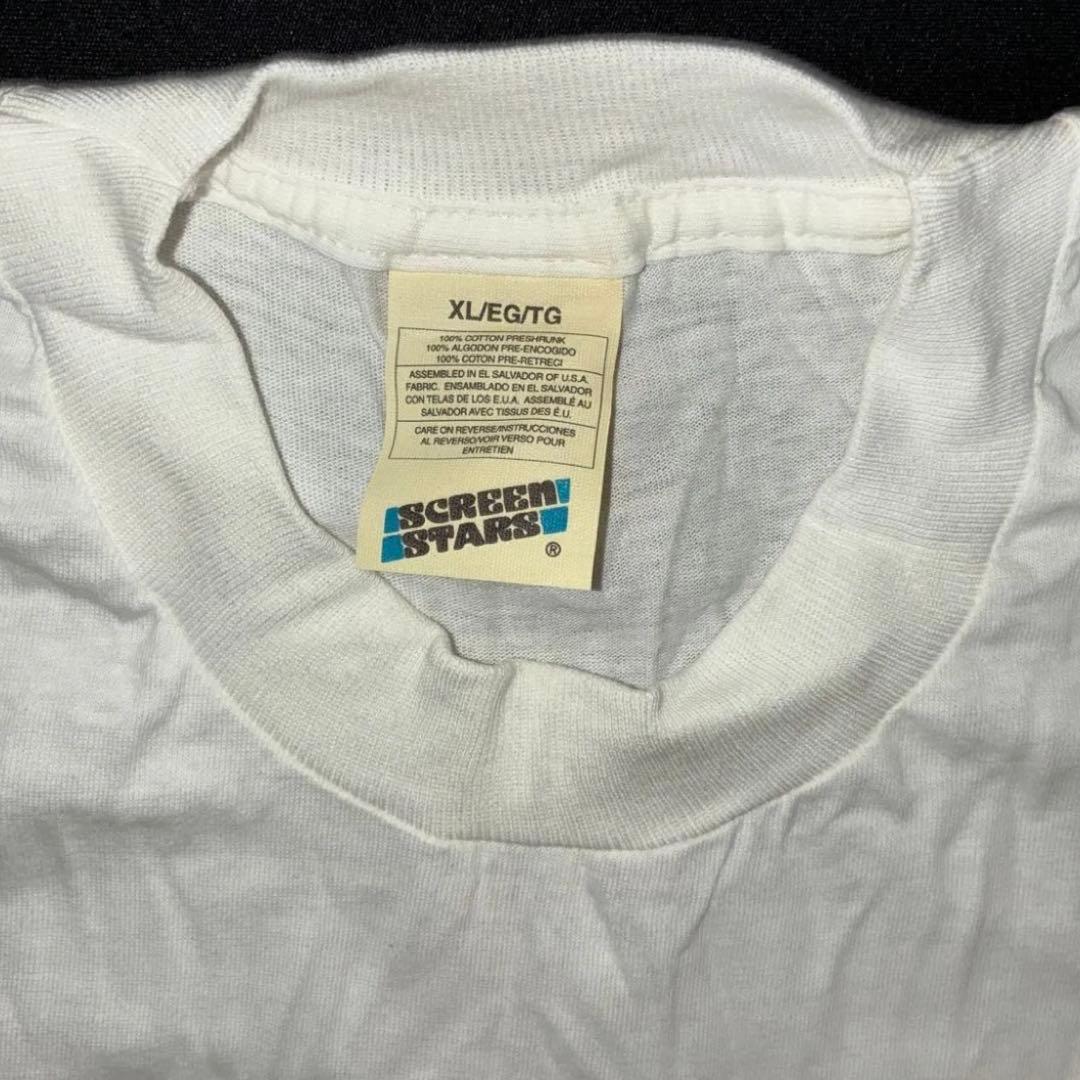 XL/EG/TG
100% COTTON PRESHRUNK
100% ALGODON PRE-ENCOGIDO
100% COTON PRE-RETRECI
ASSEMBLED IN EL SALVADOR OF U.S.A.
FABRIC. ENSAMBLADO EN EL SALVADOR
CON TELAS DE LOS E.U.A. ASSEMBLÉ AU
SALVADOR AVEC TISSUS DES É.U.
CARE ON REVERSE/INSTRUCCIONES
AL REVERSO/VOIR VERSO POUR
ENTRETIEN
SCREEN
STARS
®